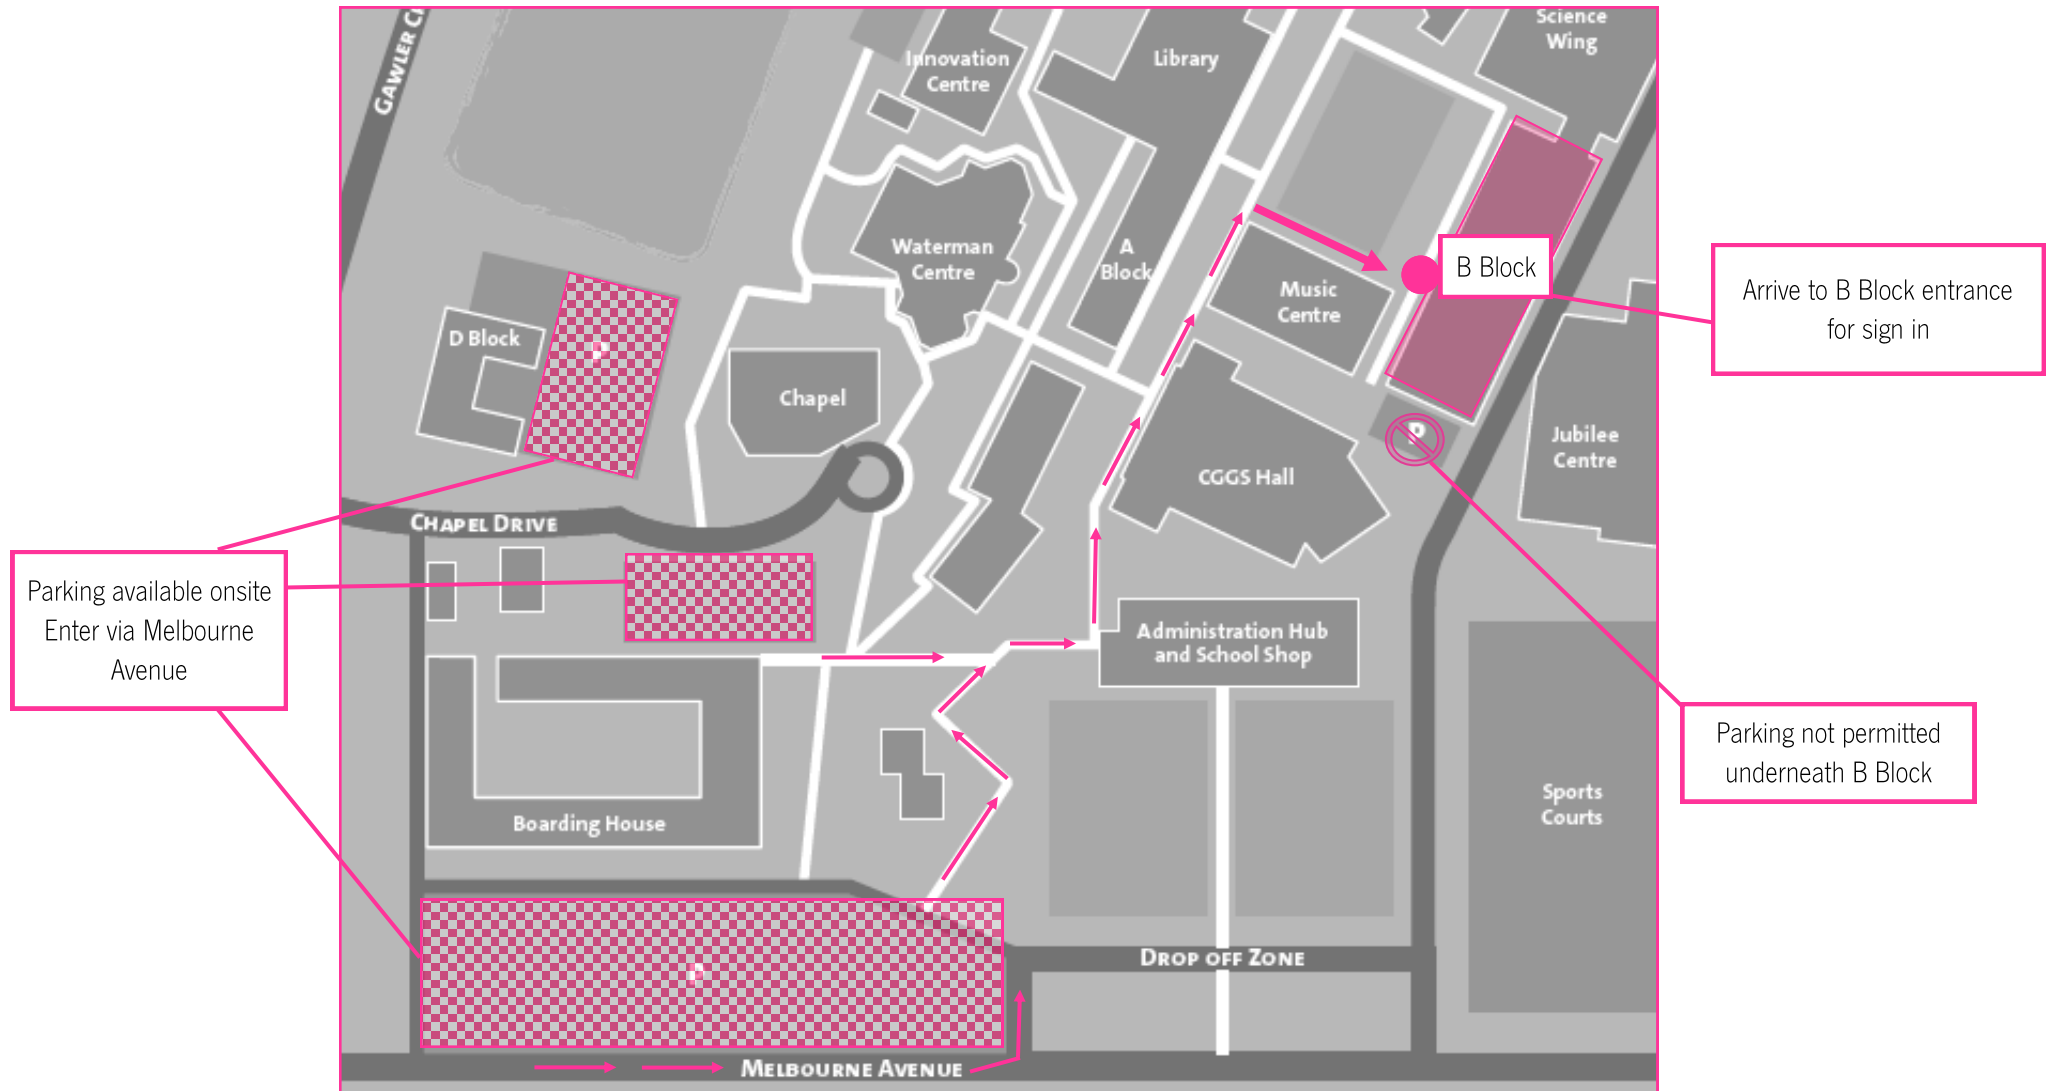 GAWLER C
Innovation
Centre
Library
Science
Wing
Waterman
Centre
A
Block
B Block
Arrive to B Block entrance
for sign in
Music
Centre
D Block
P
Chapel
P
Jubilee
Centre
CGGS Hall
CHAPEL DRIVE
Parking available onsite
Enter via Melbourne
Avenue
Administration Hub
and School Shop
Parking not permitted
underneath B Block
Sports
Courts
Boarding House
DROP OFF ZONE
P
MELBOURNE AVENUE